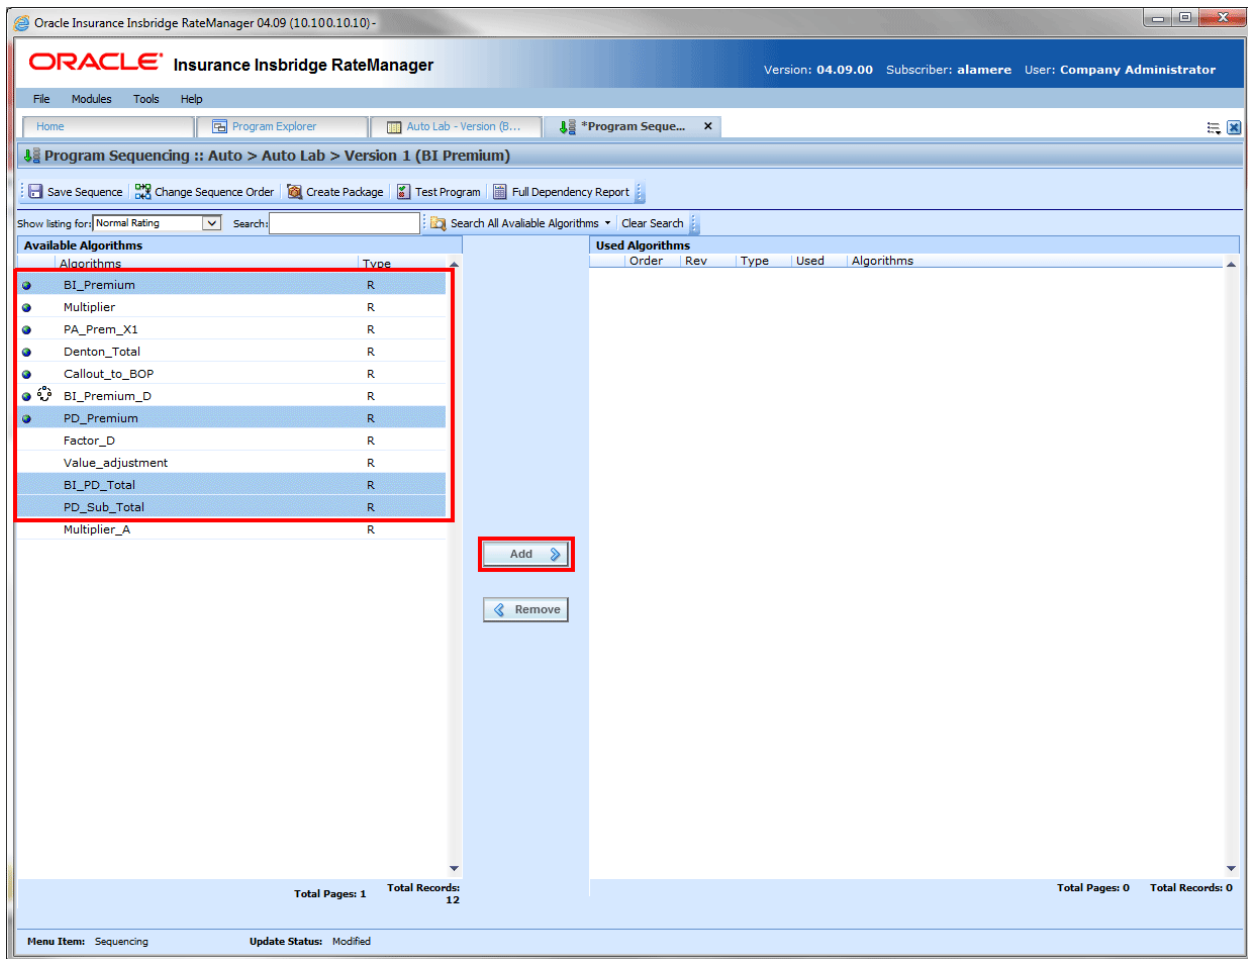 Oracle Insurance Insbridge RateManager 04.09 (10.100.10.10) -
ORACLE Insurance Insbridge RateManager
Version: 04.09.00 Subscriber: alamere User: Company Administrator
File Modules Tools Help
Home Program Explorer Auto Lab - Version (B... *Program Seque... X
Program Sequencing :: Auto > Auto Lab > Version 1 (BI Premium)
Save Sequence Change Sequence Order Create Package Test Program Full Dependency Report
Show listing for: Normal Rating Search: Search All Avaliable Algorithms Clear Search
Available Algorithms
Algorithms Type
BI_Premium R
Multiplier R
PA_Prem_X1 R
Denton_Total R
Callout_to_BOP R
BI_Premium_D R
PD_Premium R
Factor_D R
Value_adjustment R
BI_PD_Total R
PD_Sub_Total R
Multiplier_A R
Total Pages: 1 Total Records: 12
Add
Remove
Used Algorithms
Order Rev Type Used Algorithms
Total Pages: 0 Total Records: 0
Menu Item: Sequencing Update Status: Modified